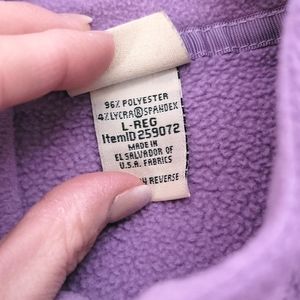 96% POLYESTER
4% LYCRA® SPANDEX
L-REG
ItemID 259072
MADE IN
EL SALVADOR OF
U.S.A. FABRICS
REVERSE